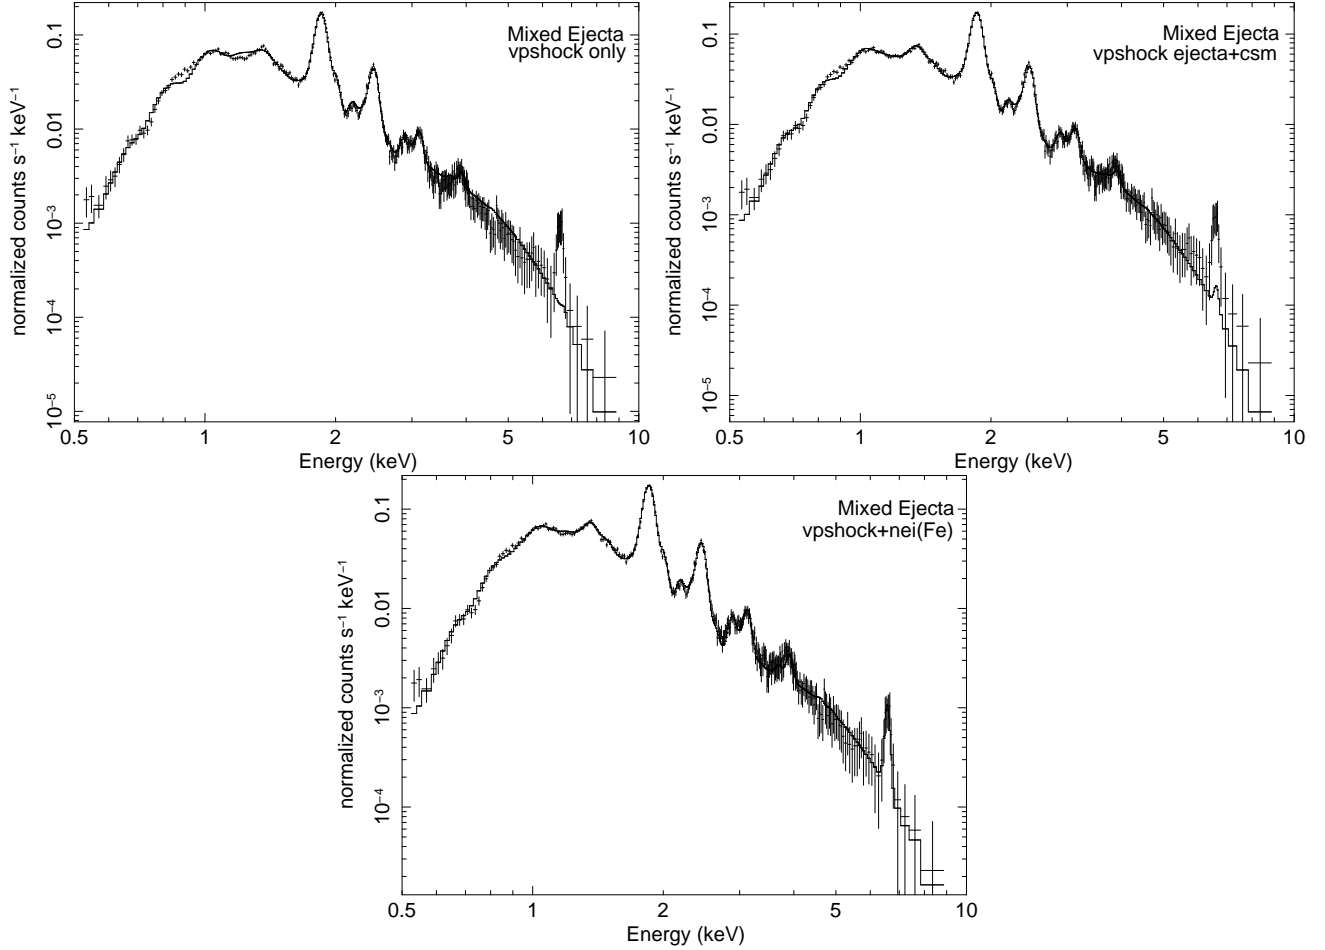 Mixed Ejecta
vpshock only
normalized counts s⁻¹ keV⁻¹
0.1
0.01
10⁻³
10⁻⁴
10⁻⁵
0.5 1 2 5 10
Energy (keV)
Mixed Ejecta
vpshock ejecta+csm
normalized counts s⁻¹ keV⁻¹
0.1
0.01
10⁻³
10⁻⁴
10⁻⁵
0.5 1 2 5 10
Energy (keV)
Mixed Ejecta
vpshock+nei(Fe)
normalized counts s⁻¹ keV⁻¹
0.1
0.01
10⁻³
10⁻⁴
0.5 1 2 5 10
Energy (keV)